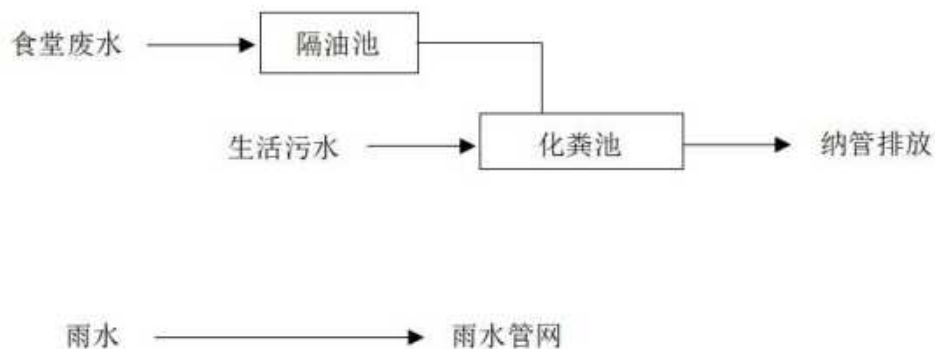 食堂废水
隔油池
生活污水
化粪池
纳管排放
雨水
雨水管网